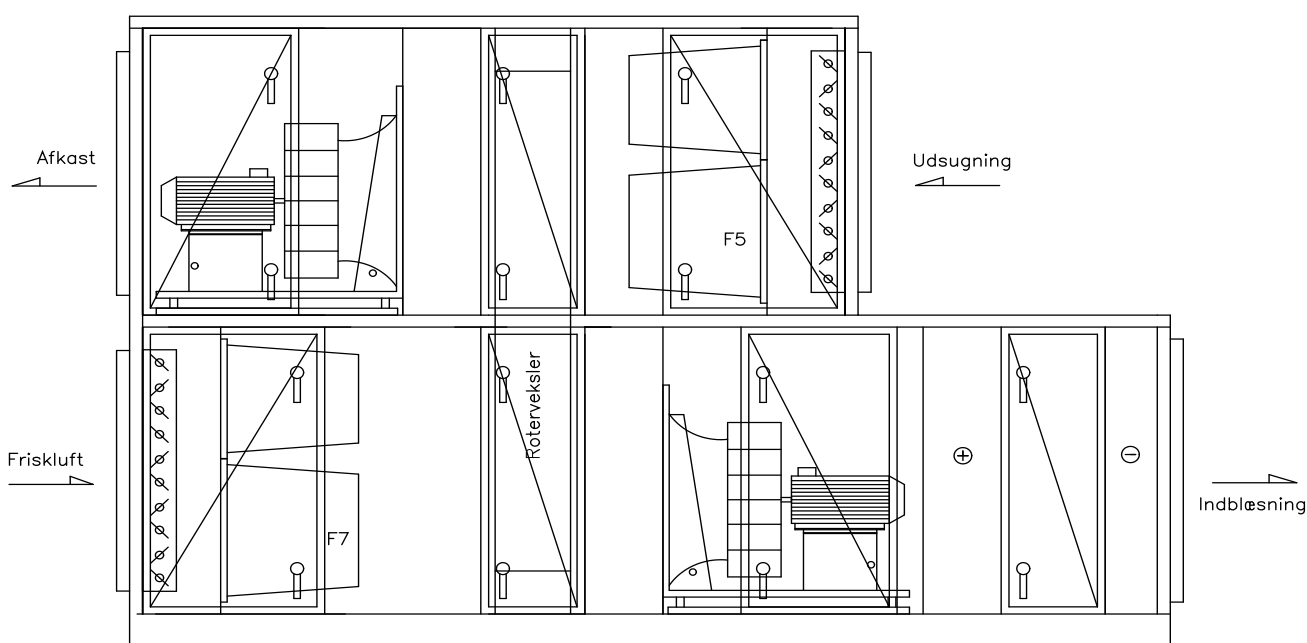 Afkast
Udsugning
F5
Roterveksler
Friskluft
F7
Indblæsning